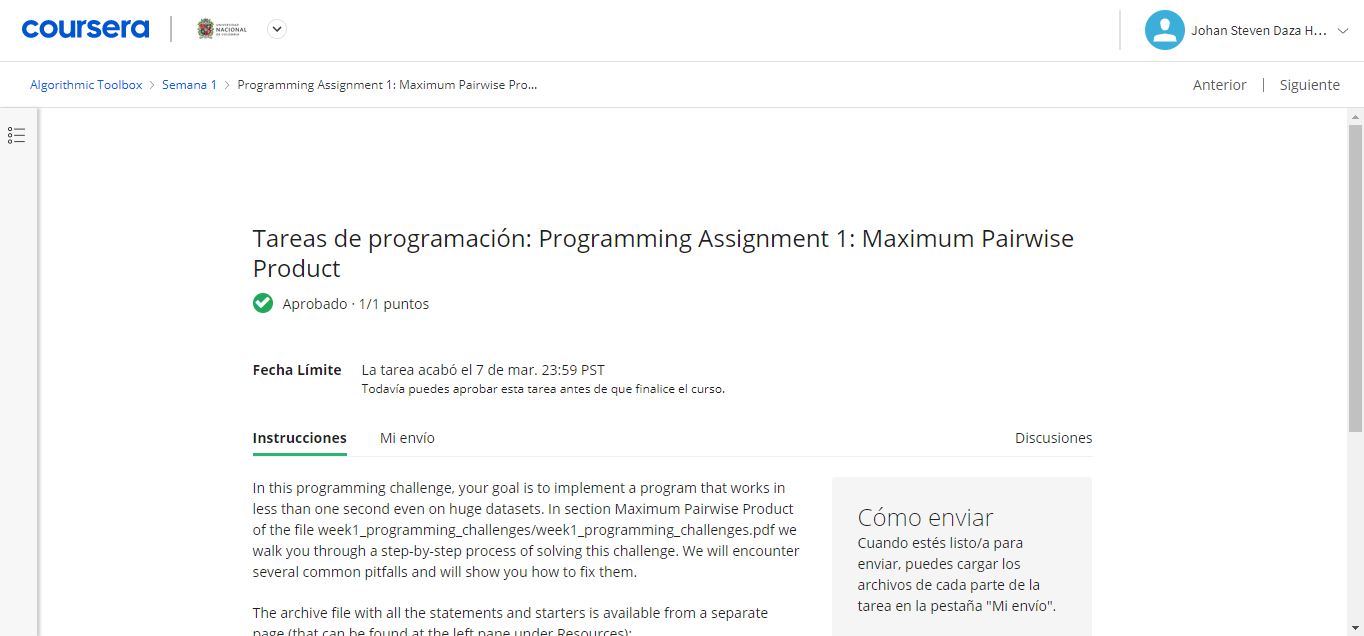 coursera
UNIVERSIDAD
NACIONAL
DE COLOMBIA
Johan Steven Daza H...
Algorithmic Toolbox > Semana 1 > Programming Assignment 1: Maximum Pairwise Pro...
Anterior | Siguiente
Tareas de programación: Programming Assignment 1: Maximum Pairwise
Product
Aprobado · 1/1 puntos
Fecha Límite La tarea acabó el 7 de mar. 23:59 PST
Todavía puedes aprobar esta tarea antes de que finalice el curso.
Instrucciones Mi envío Discusiones
In this programming challenge, your goal is to implement a program that works in
less than one second even on huge datasets. In section Maximum Pairwise Product
of the file week1_programming_challenges/week1_programming_challenges.pdf we
walk you through a step-by-step process of solving this challenge. We will encounter
several common pitfalls and will show you how to fix them.
The archive file with all the statements and starters is available from a separate
page (that can be found at the left pane under Resources):
Cómo enviar
Cuando estés listo/a para
enviar, puedes cargar los
archivos de cada parte de la
tarea en la pestaña "Mi envío".